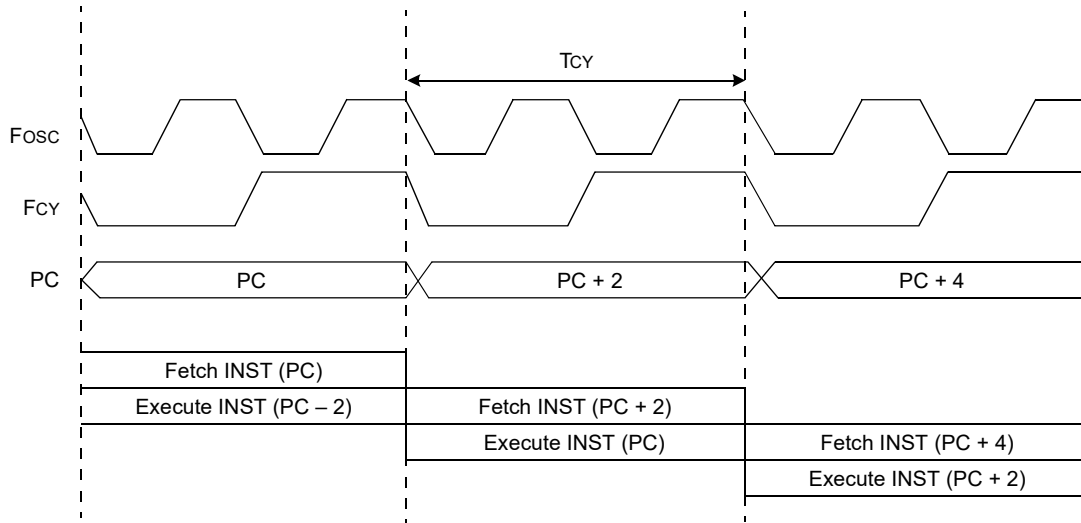 TCY
FOSC
FCY
PC
PC
PC + 2
PC + 4
Fetch INST (PC)
Execute INST (PC – 2)
Fetch INST (PC + 2)
Execute INST (PC)
Fetch INST (PC + 4)
Execute INST (PC + 2)